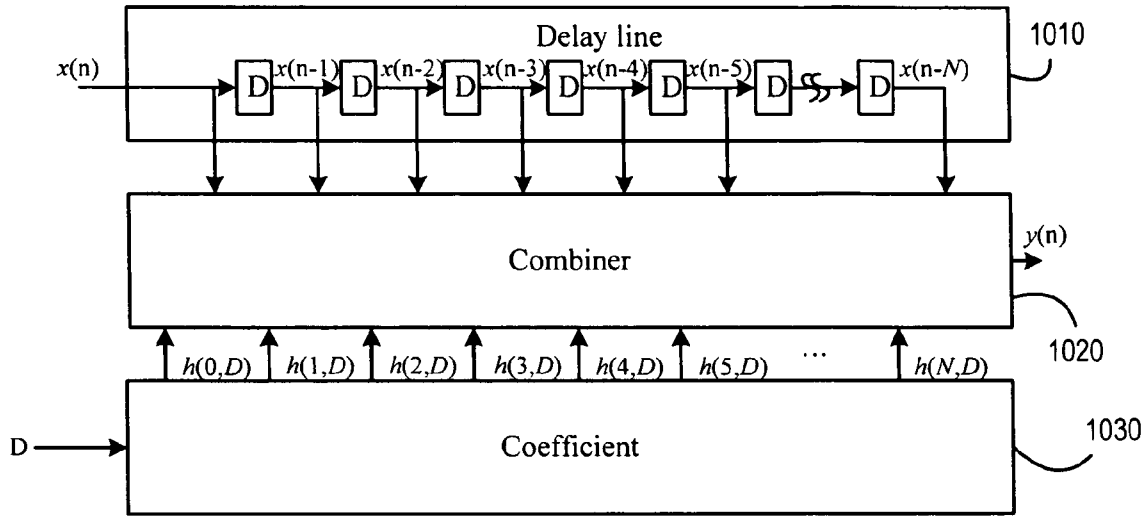 Delay line
1010
x(n) D x(n-1) D x(n-2) D x(n-3) D x(n-4) D x(n-5) D D x(n-N)
Combiner
y(n)
1020
h(0,D) h(1,D) h(2,D) h(3,D) h(4,D) h(5,D) ... h(N,D)
D
Coefficient
1030